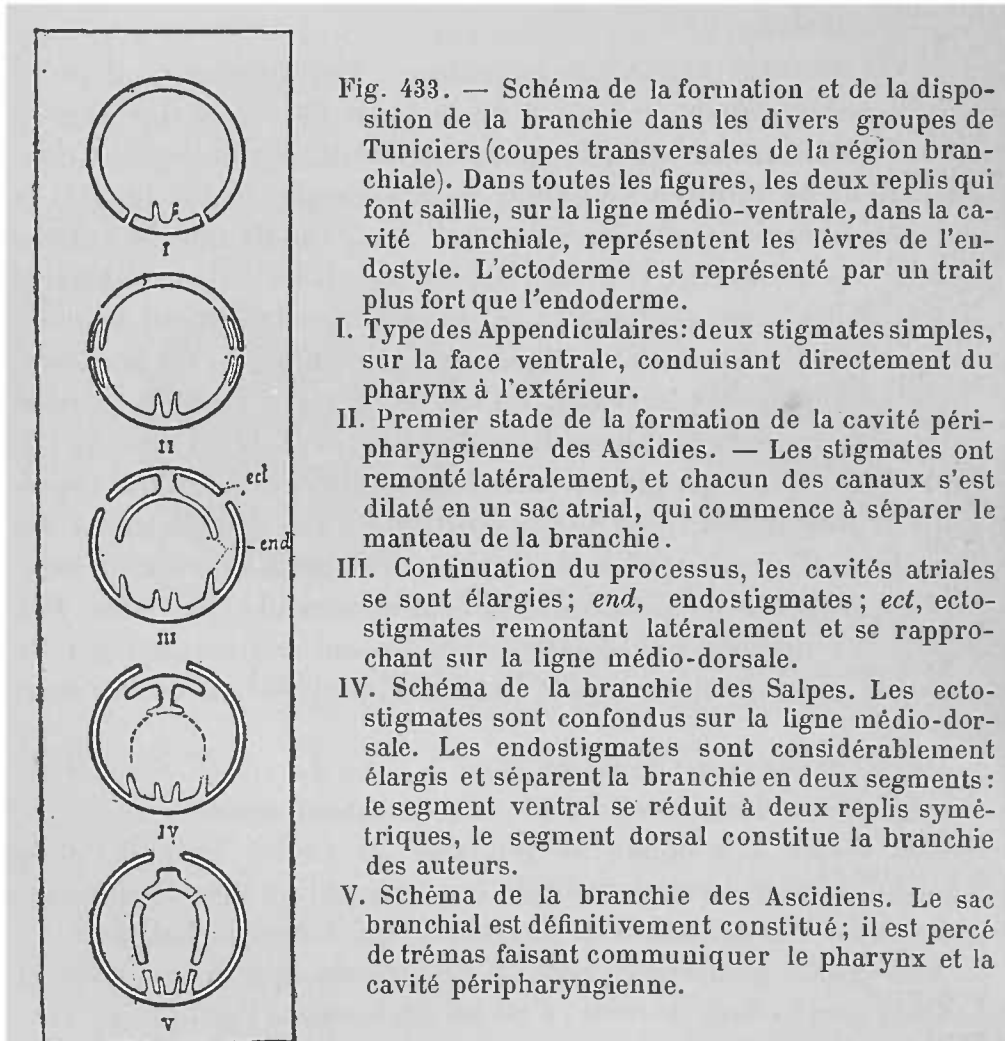 Fig. 433. — Schéma de la formation et de la dispo-
sition de la branchie dans les divers groupes de
Tuniciers (coupes transversales de la région bran-
chiale). Dans toutes les figures, les deux replis qui
font saillie, sur la ligne médio-ventrale, dans la ca-
vité branchiale, représentent les lèvres de l'en-
dostyle. L'ectoderme est représenté par un trait
plus fort que l'endoderme.
I. Type des Appendiculaires: deux stigmates simples,
sur la face ventrale, conduisant directement du
pharynx à l'extérieur.
II. Premier stade de la formation de la cavité péri-
pharyngienne des Ascidies. — Les stigmates ont
remonté latéralement, et chacun des canaux s'est
dilaté en un sac atrial, qui commence à séparer le
manteau de la branchie.
III. Continuation du processus, les cavités atriales
se sont élargies; end, endostigmates; ect, ecto-
stigmates remontant latéralement et se rappro-
chant sur la ligne médio-dorsale.
IV. Schéma de la branchie des Salpes. Les ecto-
stigmates sont confondus sur la ligne médio-dor-
sale. Les endostigmates sont considérablement
élargis et séparent la branchie en deux segments:
le segment ventral se réduit à deux replis symé-
triques, le segment dorsal constitue la branchie
des auteurs.
V. Schéma de la branchie des Ascidiens. Le sac
branchial est définitivement constitué; il est percé
de trémas faisant communiquer le pharynx et la
cavité péripharyngienne.
I
II
ect
end
III
IV
V